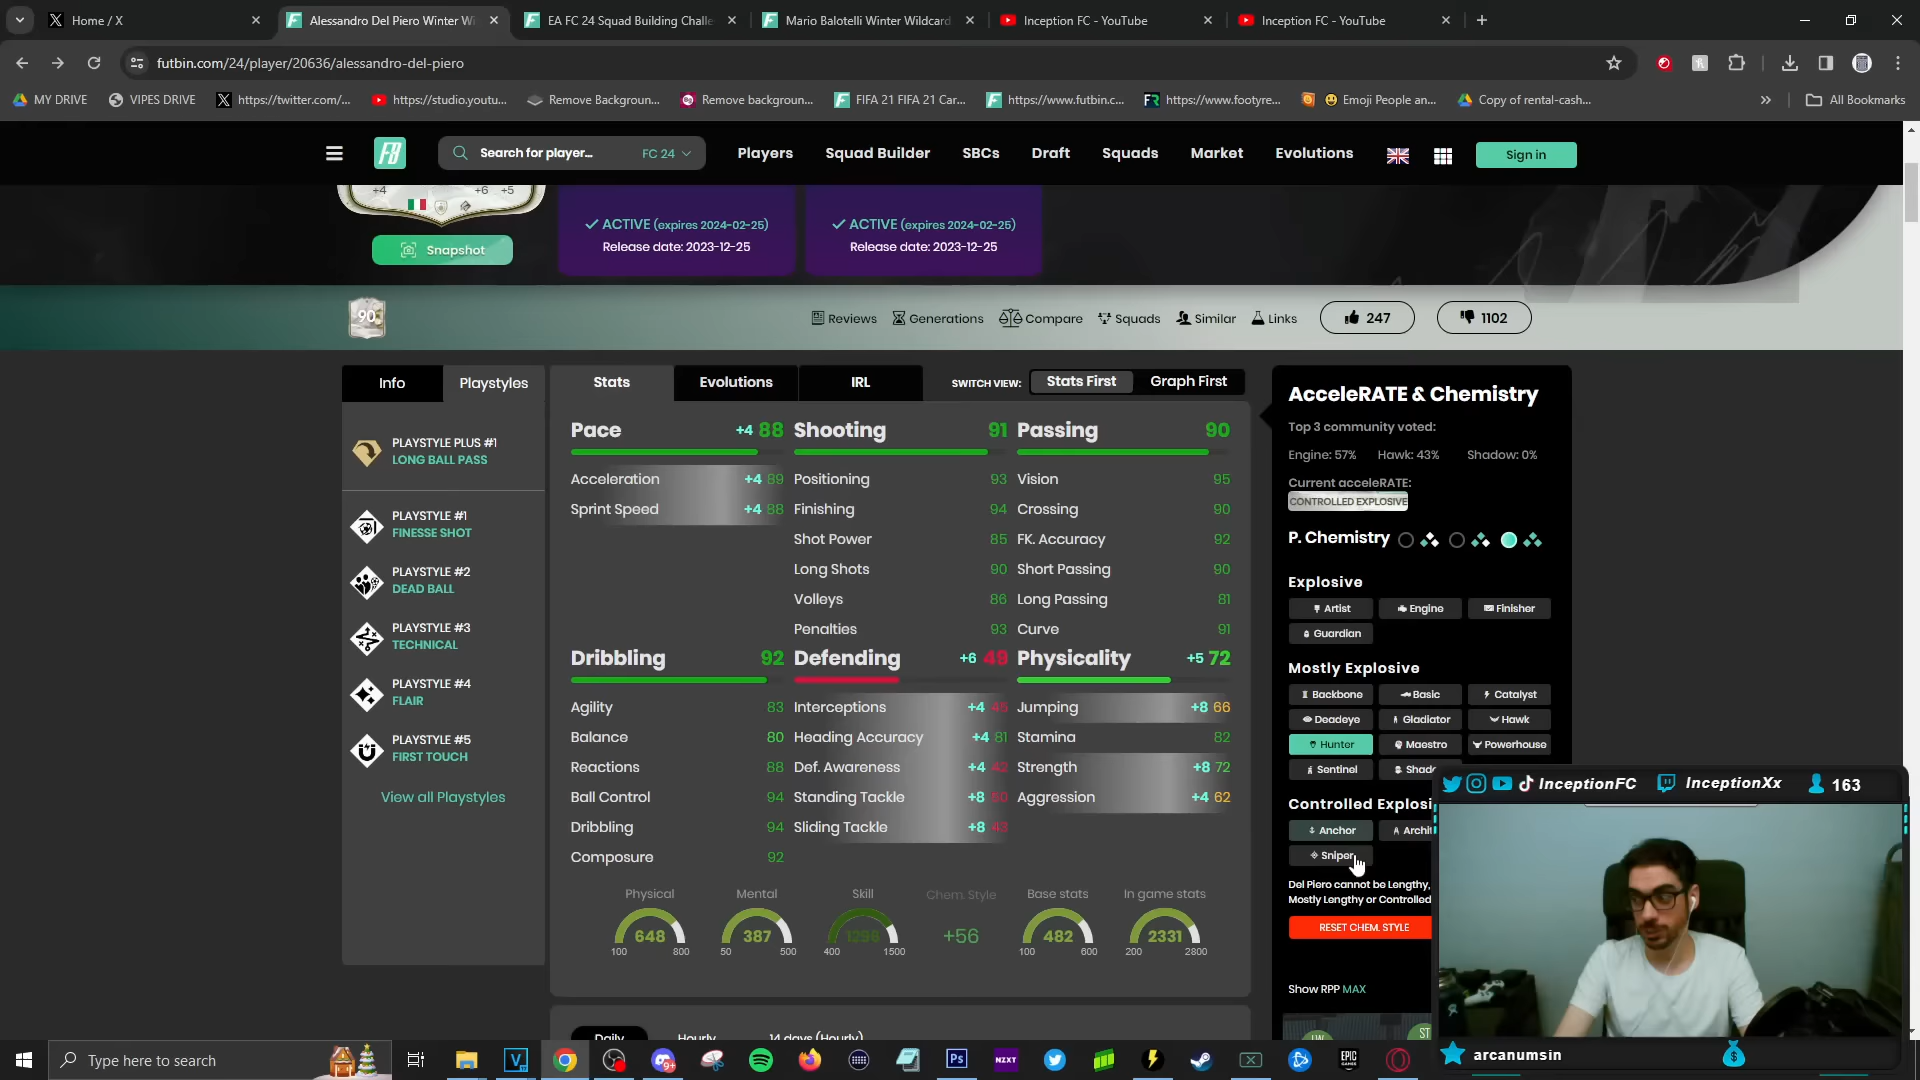 Home / X
Alessandro Del Piero Winter Wi
EA FC 24 Squad Building Challe
Mario Balotelli Winter Wildcard
Inception FC - YouTube
Inception FC - YouTube
futbin.com/24/player/20636/alessandro-del-piero
MY DRIVE
VIPES DRIVE
https://twitter.com/...
https://studio.youtu...
Remove Backgroun...
Remove backgroun...
FIFA 21 FIFA 21 Car...
https://www.futbin.c...
https://www.footyre...
Emoji People an...
Copy of rental-cash...
All Bookmarks
FB
Search for player...
FC 24
Players
Squad Builder
SBCs
Draft
Squads
Market
Evolutions
Sign in
+4 +6 +5
Snapshot
ACTIVE (expires 2024-02-25)
Release date: 2023-12-25
ACTIVE (expires 2024-02-25)
Release date: 2023-12-25
90
Reviews
Generations
Compare
Squads
Similar
Links
247
1102
Info
Playstyles
PLAYSTYLE PLUS #1
LONG BALL PASS
PLAYSTYLE #1
FINESSE SHOT
PLAYSTYLE #2
DEAD BALL
PLAYSTYLE #3
TECHNICAL
PLAYSTYLE #4
FLAIR
PLAYSTYLE #5
FIRST TOUCH
View all Playstyles
Stats
Evolutions
IRL
SWITCH VIEW:
Stats First
Graph First
Pace +4 88
Acceleration +4 89
Sprint Speed +4 88
Shooting 91
Positioning 93
Finishing 94
Shot Power 85
Long Shots 90
Volleys 86
Penalties 93
Passing 90
Vision 95
Crossing 90
FK. Accuracy 92
Short Passing 90
Long Passing 81
Curve 91
Dribbling 92
Agility 83
Balance 80
Reactions 88
Ball Control 94
Dribbling 94
Composure 92
Defending +6 49
Interceptions +4
Heading Accuracy +4 81
Def. Awareness +4
Standing Tackle +8
Sliding Tackle +8
Physicality +5 72
Jumping +8 66
Stamina 82
Strength +8 72
Aggression +4 62
Physical
648
100 800
Mental
387
50 500
Skill
400 1500
Chem. Style
+56
Base stats
482
100 600
In game stats
2331
200 2800
Daily
Hourly
14 days (Hourly)
AcceleRATE & Chemistry
Top 3 community voted:
Engine: 57% Hawk: 43% Shadow: 0%
Current acceleRATE:
CONTROLLED EXPLOSIVE
P. Chemistry
Explosive
Artist
Engine
Finisher
Guardian
Mostly Explosive
Backbone
Basic
Catalyst
Deadeye
Gladiator
Hawk
Hunter
Maestro
Powerhouse
Sentinel
Shado
Controlled Explosi
Anchor
Archit
Sniper
Del Piero cannot be Lengthy,
Mostly Lengthy or Controlled
RESET CHEM. STYLE
Show RPP MAX
LW
ST
InceptionFC
InceptionXx
163
arcanumsin
Type here to search
9+
V
Ps
NZXT
EPIC
GAMES